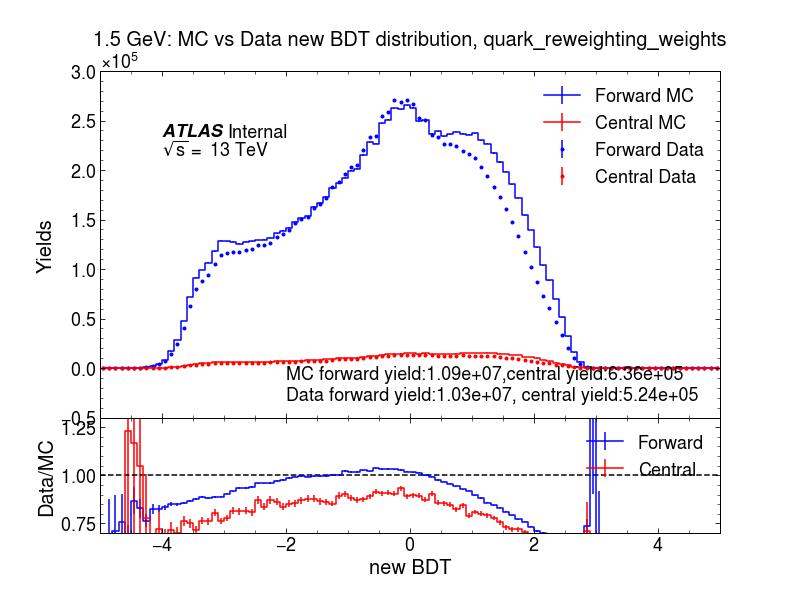 1.5 GeV: MC vs Data new BDT distribution, quark_reweighting_weights
×10⁵
3.0
2.5
2.0
1.5
1.0
0.5
0.0
0.5
Yields
ATLAS Internal
√s = 13 TeV
Forward MC
Central MC
Forward Data
Central Data
MC forward yield:1.09e+07,central yield:6.36e+05
Data forward yield:1.03e+07, central yield:5.24e+05
1.25
1.00
0.75
Data/MC
Forward
Central
−4 −2 0 2 4
new BDT